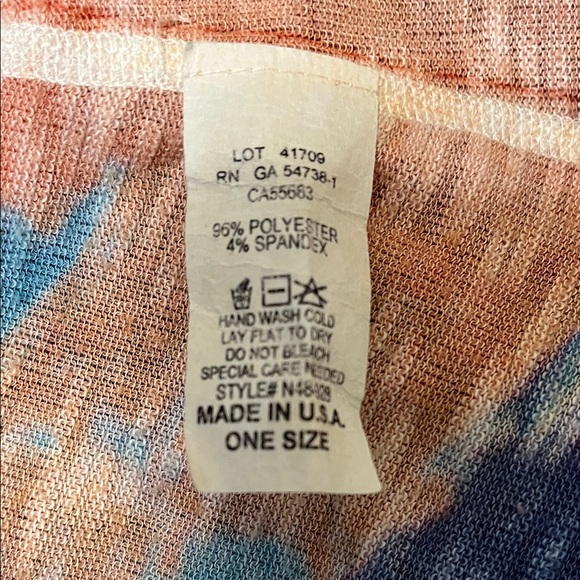 LOT 41709
RN GA 54738-1
CA55663
96% POLYESTER
4% SPANDEX
HAND WASH COLD
LAY FLAT TO DRY
DO NOT BLEACH
SPECIAL CARE NEEDED
STYLE#
MADE IN U.S.A.
ONE SIZE